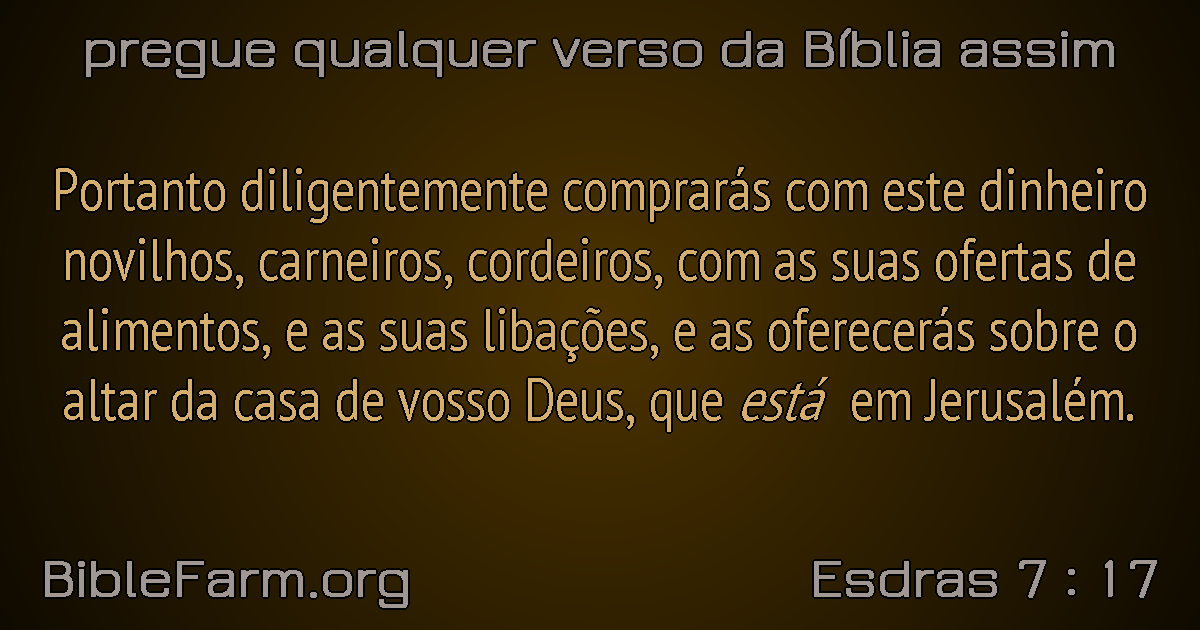 pregue qualquer verso da Bíblia assim
Portanto diligentemente comprarás com este dinheiro
novilhos, carneiros, cordeiros, com as suas ofertas de
alimentos, e as suas libações, e as oferecerás sobre o
altar da casa de vosso Deus, que está em Jerusalém.
BibleFarm.org
Esdras 7 : 17